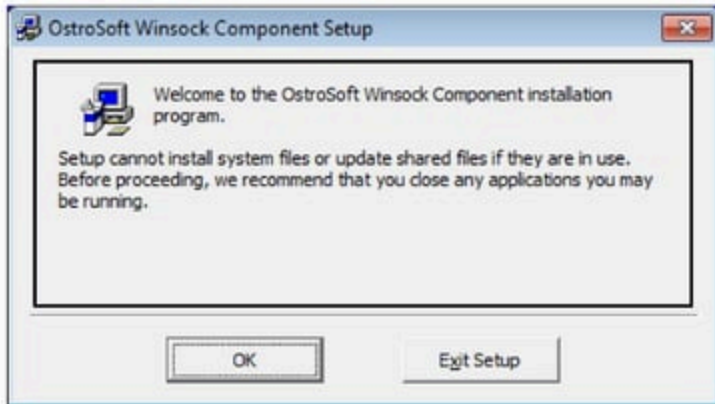 OstroSoft Winsock Component Setup
Welcome to the OstroSoft Winsock Component installation
program.
Setup cannot install system files or update shared files if they are in use.
Before proceeding, we recommend that you close any applications you may
be running.
OK
Exit Setup